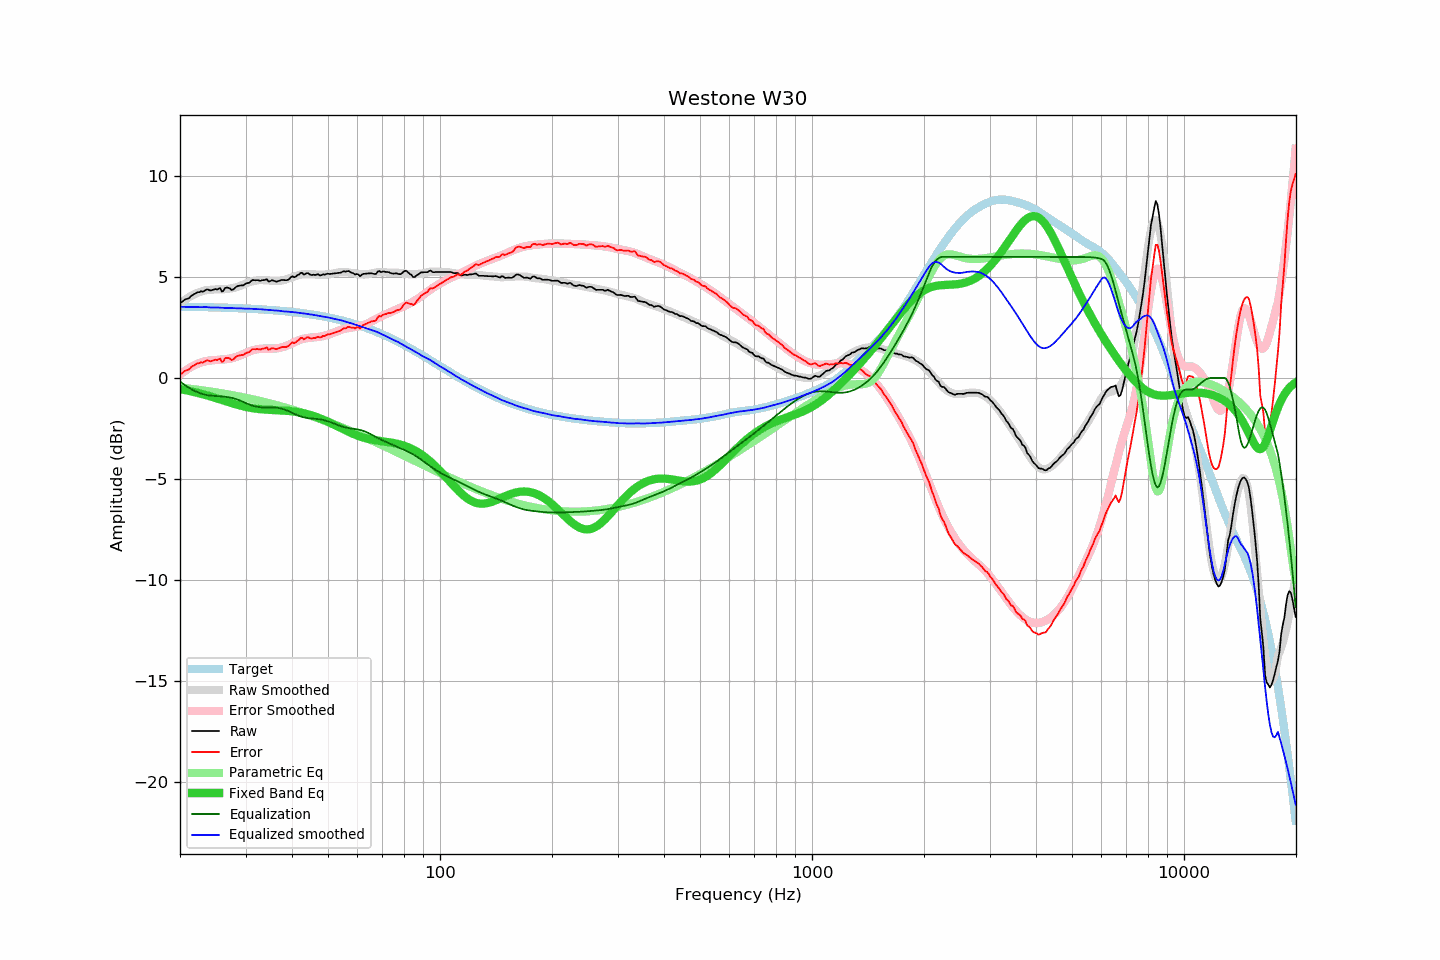 Westone W30
Amplitude (dBr)
10
5
0
−5
−10
−15
−20
Target
Raw Smoothed
Error Smoothed
Raw
Error
Parametric Eq
Fixed Band Eq
Equalization
Equalized smoothed
100
1000
10000
Frequency (Hz)